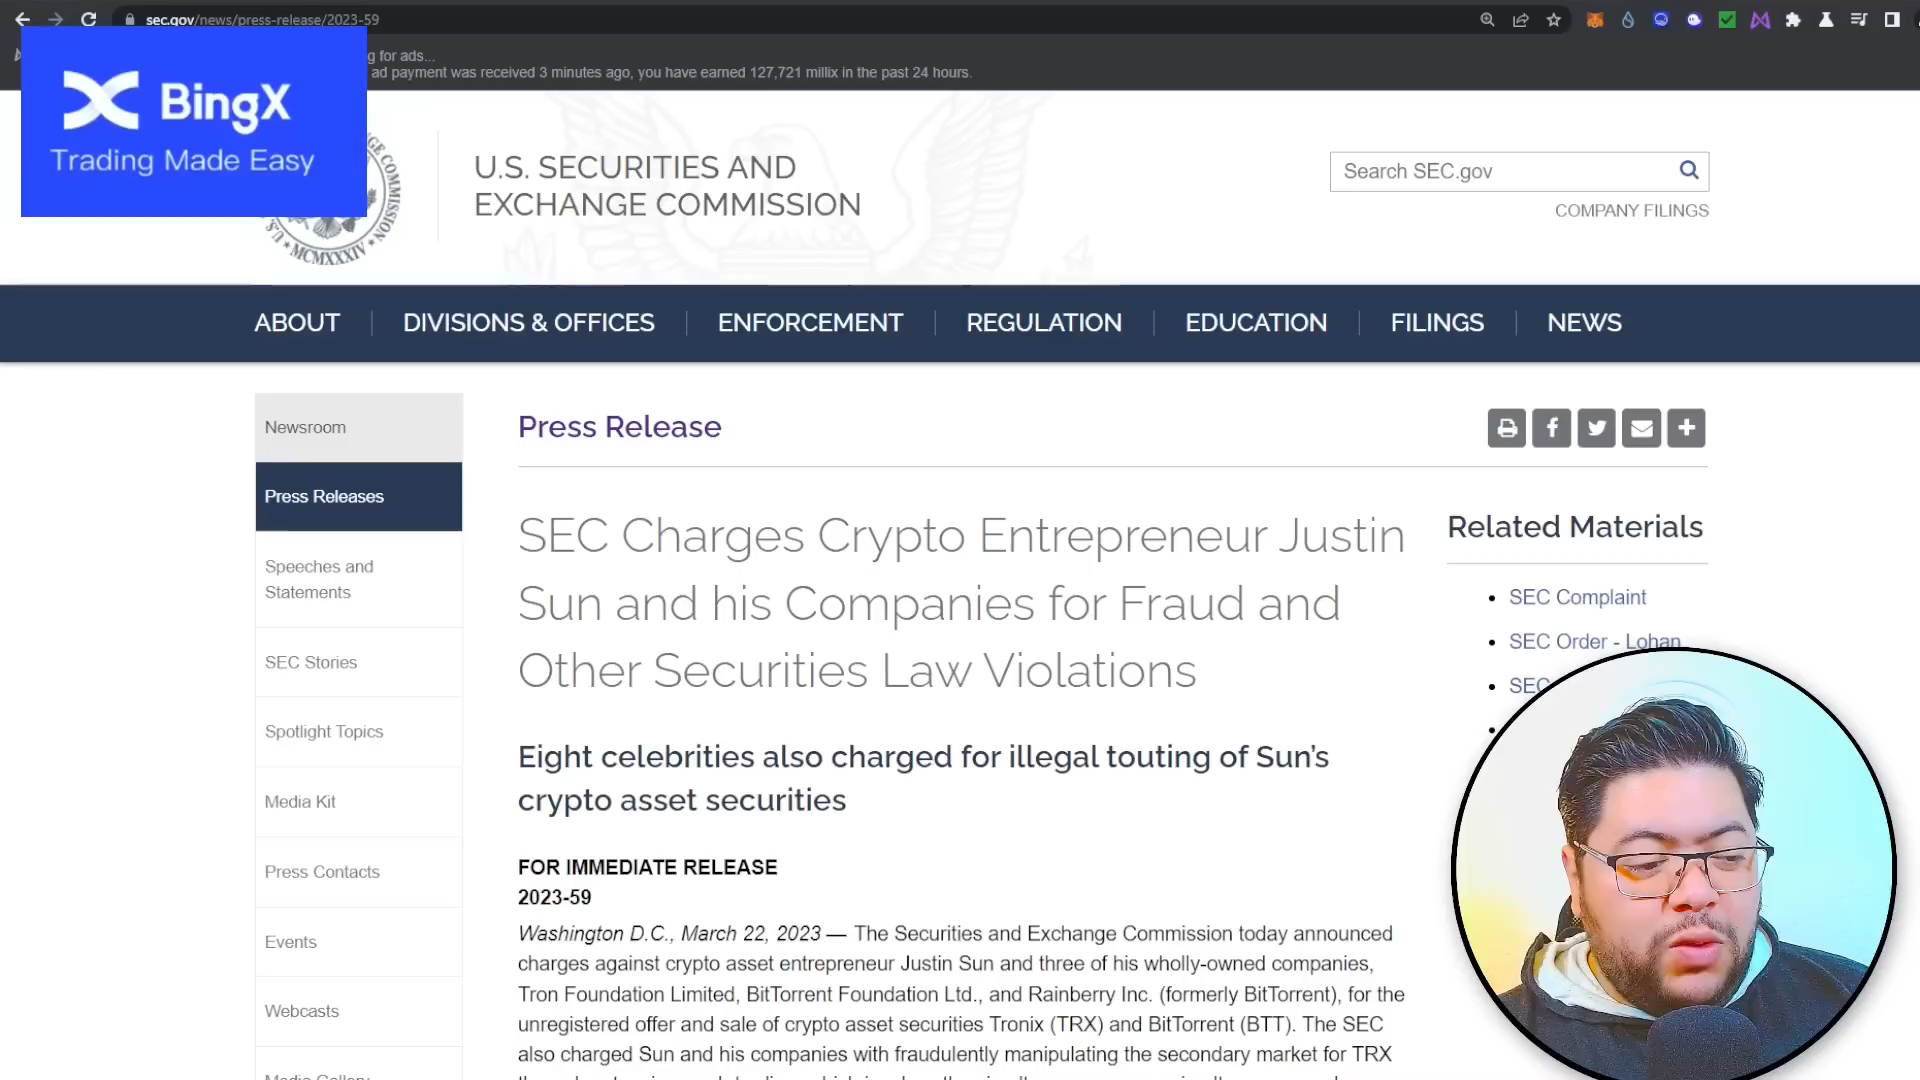 sec.gov/news/press-release/2023-59
g for ads...
ad payment was received 3 minutes ago, you have earned 127,721 millix in the past 24 hours.
BingX
Trading Made Easy
MCMXXXIV
U.S. SECURITIES AND
EXCHANGE COMMISSION
Search SEC.gov
COMPANY FILINGS
ABOUT
DIVISIONS & OFFICES
ENFORCEMENT
REGULATION
EDUCATION
FILINGS
NEWS
Newsroom
Press Releases
Speeches and
Statements
SEC Stories
Spotlight Topics
Media Kit
Press Contacts
Events
Webcasts
Media Gallery
Press Release
SEC Charges Crypto Entrepreneur Justin
Sun and his Companies for Fraud and
Other Securities Law Violations
Eight celebrities also charged for illegal touting of Sun’s
crypto asset securities
FOR IMMEDIATE RELEASE
2023-59
Washington D.C., March 22, 2023 — The Securities and Exchange Commission today announced
charges against crypto asset entrepreneur Justin Sun and three of his wholly-owned companies,
Tron Foundation Limited, BitTorrent Foundation Ltd., and Rainberry Inc. (formerly BitTorrent), for the
unregistered offer and sale of crypto asset securities Tronix (TRX) and BitTorrent (BTT). The SEC
also charged Sun and his companies with fraudulently manipulating the secondary market for TRX
Related Materials
SEC Complaint
SEC Order - Lohan
SEC